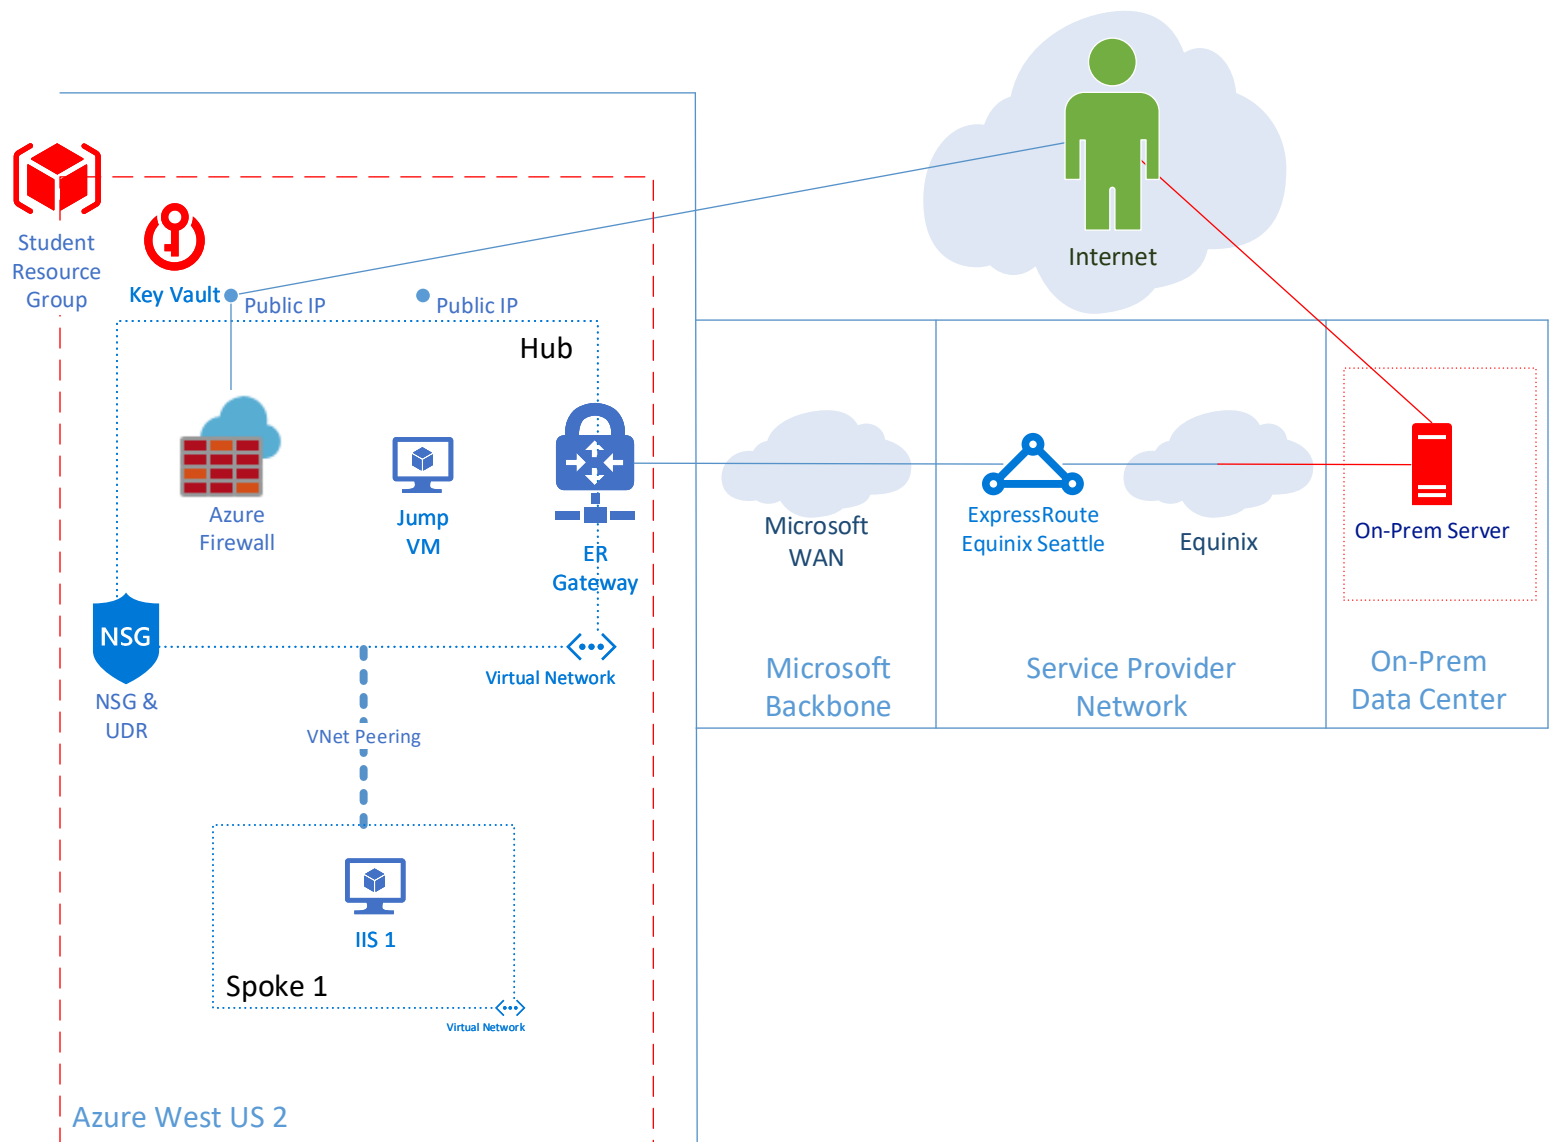 Student
Resource
Group
Key Vault
Public IP
Public IP
Internet
Hub
Azure
Firewall
Jump
VM
ER
Gateway
Microsoft
WAN
ExpressRoute
Equinix Seattle
Equinix
On-Prem Server
NSG
NSG &
UDR
Virtual Network
Microsoft
Backbone
Service Provider
Network
On-Prem
Data Center
VNet Peering
IIS 1
Spoke 1
Virtual Network
Azure West US 2